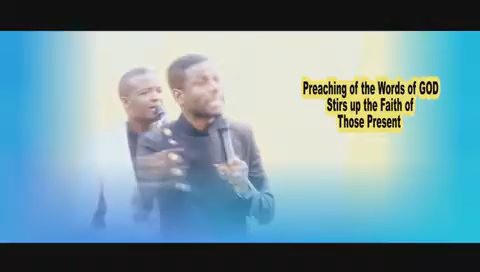 Preaching of the Words of GOD
Stirs up the Faith of
Those Present